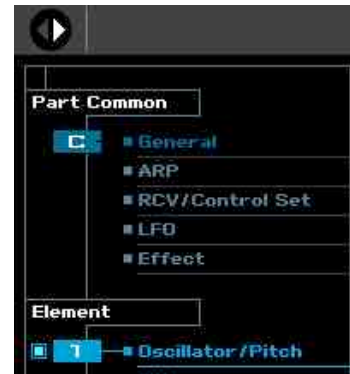 Part Common
C
General
ARP
RCV/Control Set
LFO
Effect
Element
1 Oscillator/Pitch